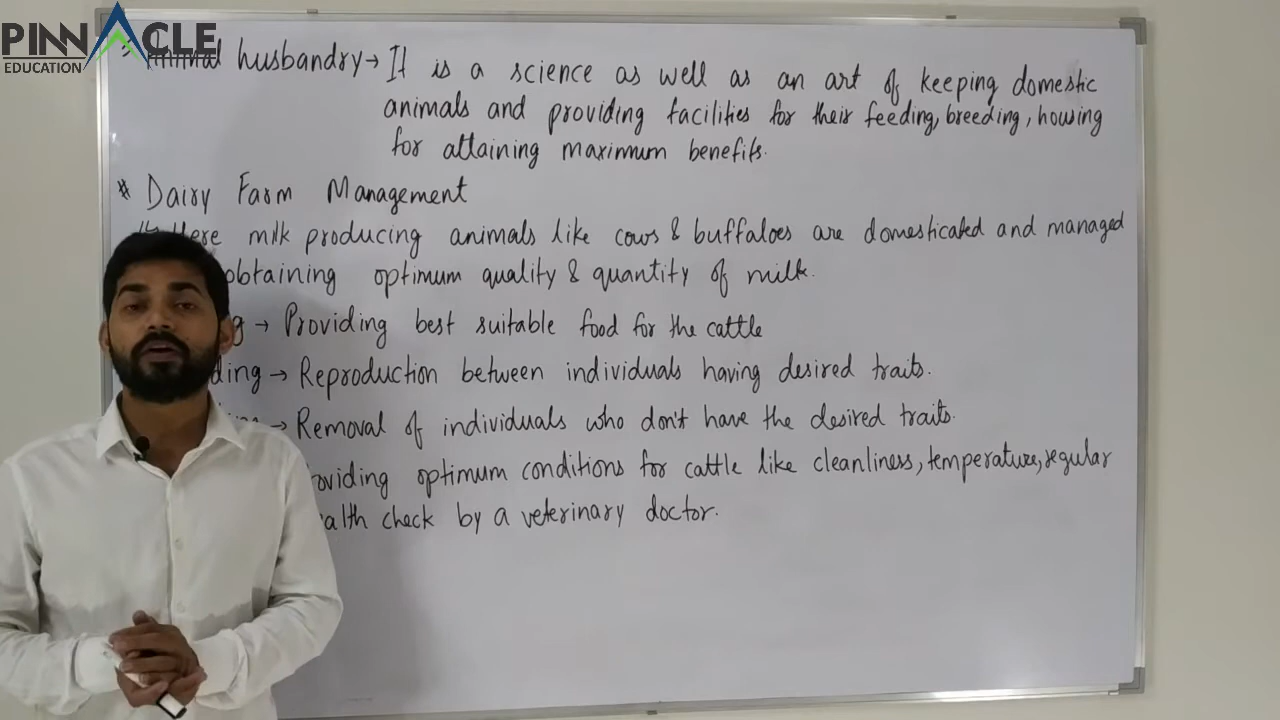 PINNACLE
EDUCATION
* Animal husbandry → It is a science as well as an art of keeping domestic
animals and providing facilities for their feeding, breeding, housing
for attaining maximum benefits.
* Dairy Farm Management
↳ Here milk producing animals like cows & buffaloes are domesticated and managed
obtaining optimum quality & quantity of milk.
g → Providing best suitable food for the cattle
ding → Reproduction between individuals having desired traits.
→ Removal of individuals who don't have the desired traits.
oviding optimum conditions for cattle like cleanliness, temperature, regular
alth check by a veterinary doctor.